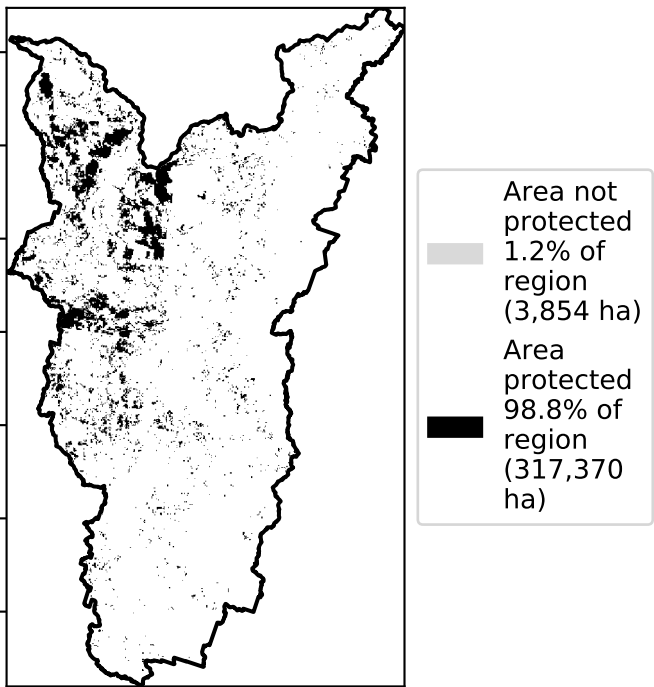 Area not
protected
1.2% of
region
(3,854 ha)
Area
protected
98.8% of
region
(317,370
ha)